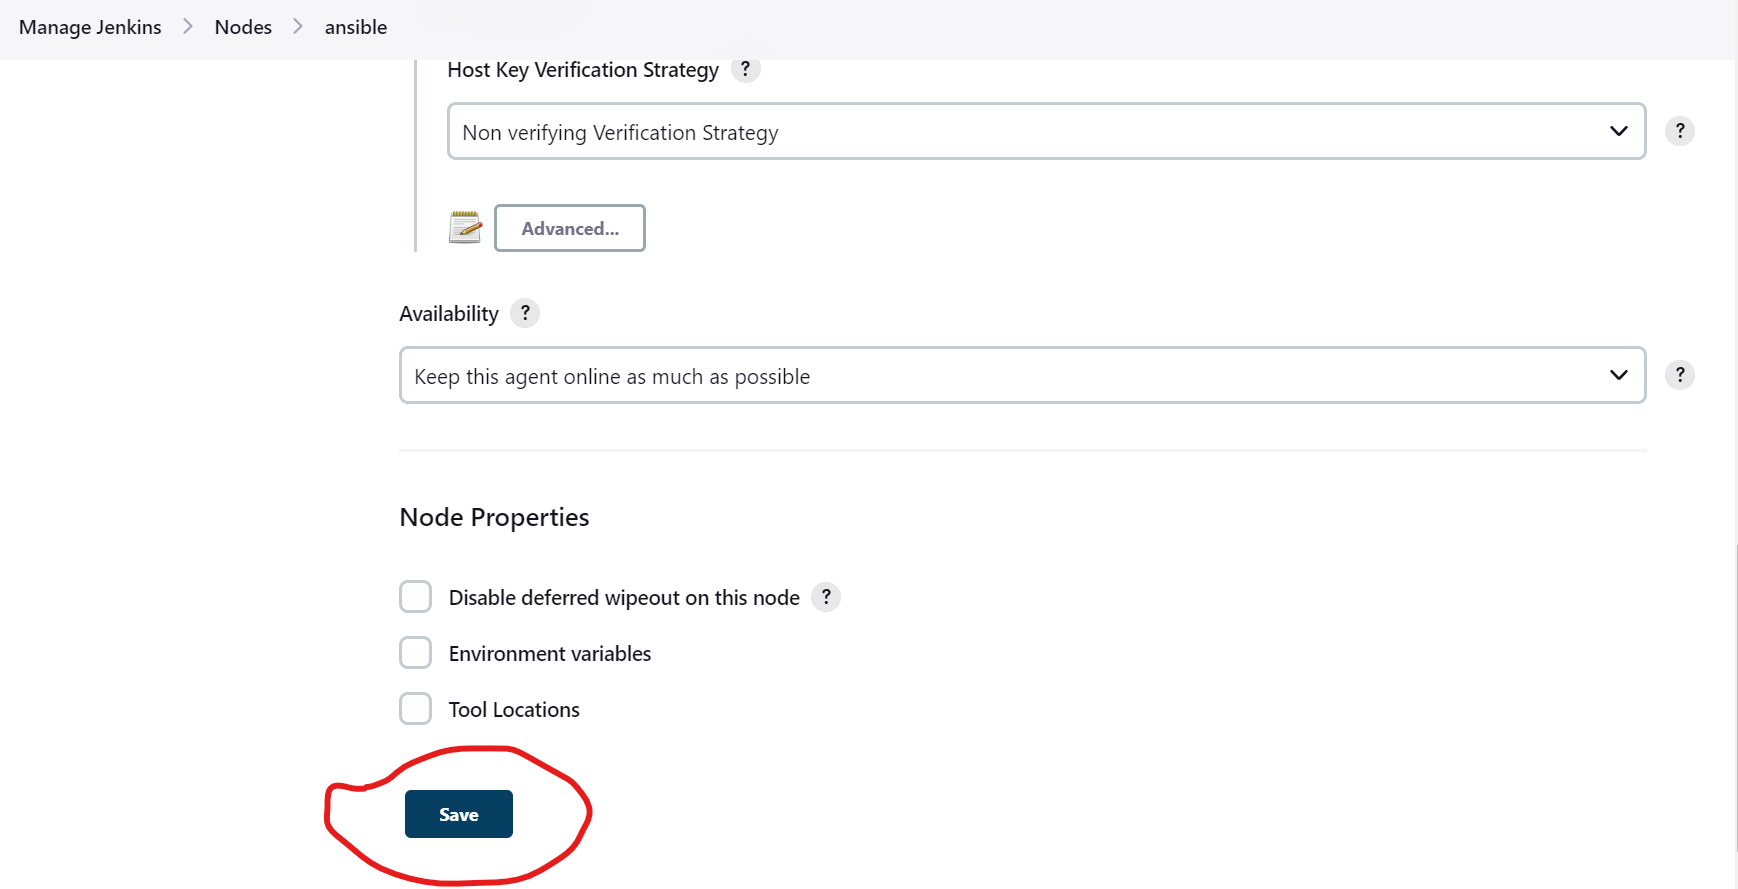 Manage Jenkins > Nodes > ansible
Host Key Verification Strategy ?
Non verifying Verification Strategy ?
Advanced...
Availability ?
Keep this agent online as much as possible ?
Node Properties
Disable deferred wipeout on this node ?
Environment variables
Tool Locations
Save